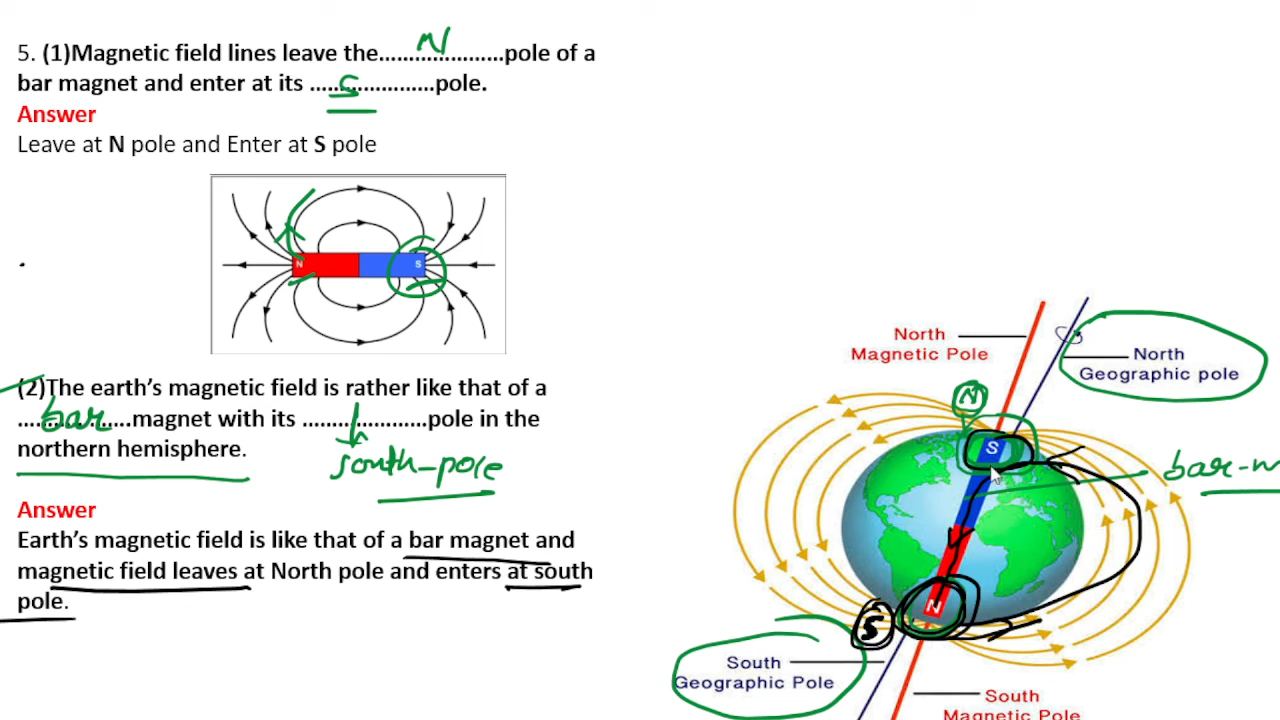 5. (1)Magnetic field lines leave the......N......pole of a
bar magnet and enter at its ......S......pole.
Answer
Leave at N pole and Enter at S pole
N S
(2)The earth's magnetic field is rather like that of a
......bar......magnet with its ......................pole in the
northern hemisphere.
south-pole
Answer
Earth's magnetic field is like that of a bar magnet and
magnetic field leaves at North pole and enters at south
pole.
North
Magnetic Pole
North
Geographic pole
N
S
bar-m
N
S
South
Geographic Pole
South
Magnetic Pole